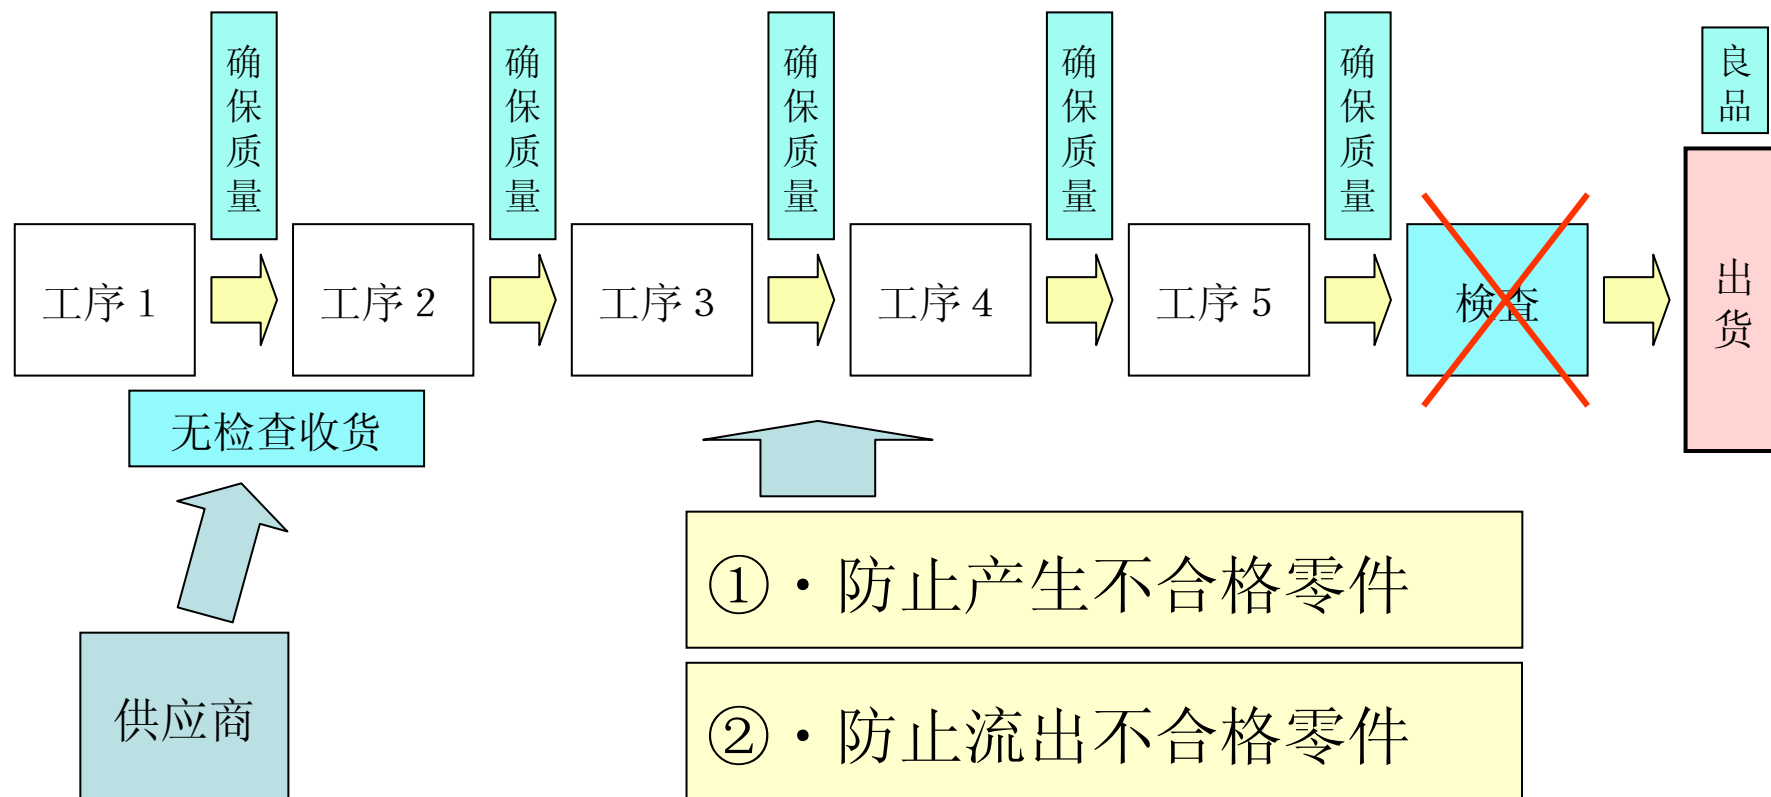 确保质量
确保质量
确保质量
确保质量
确保质量
良品
工序１
工序２
工序３
工序４
工序５
検査
出货
无检查收货
①・防止产生不合格零件
②・防止流出不合格零件
供应商